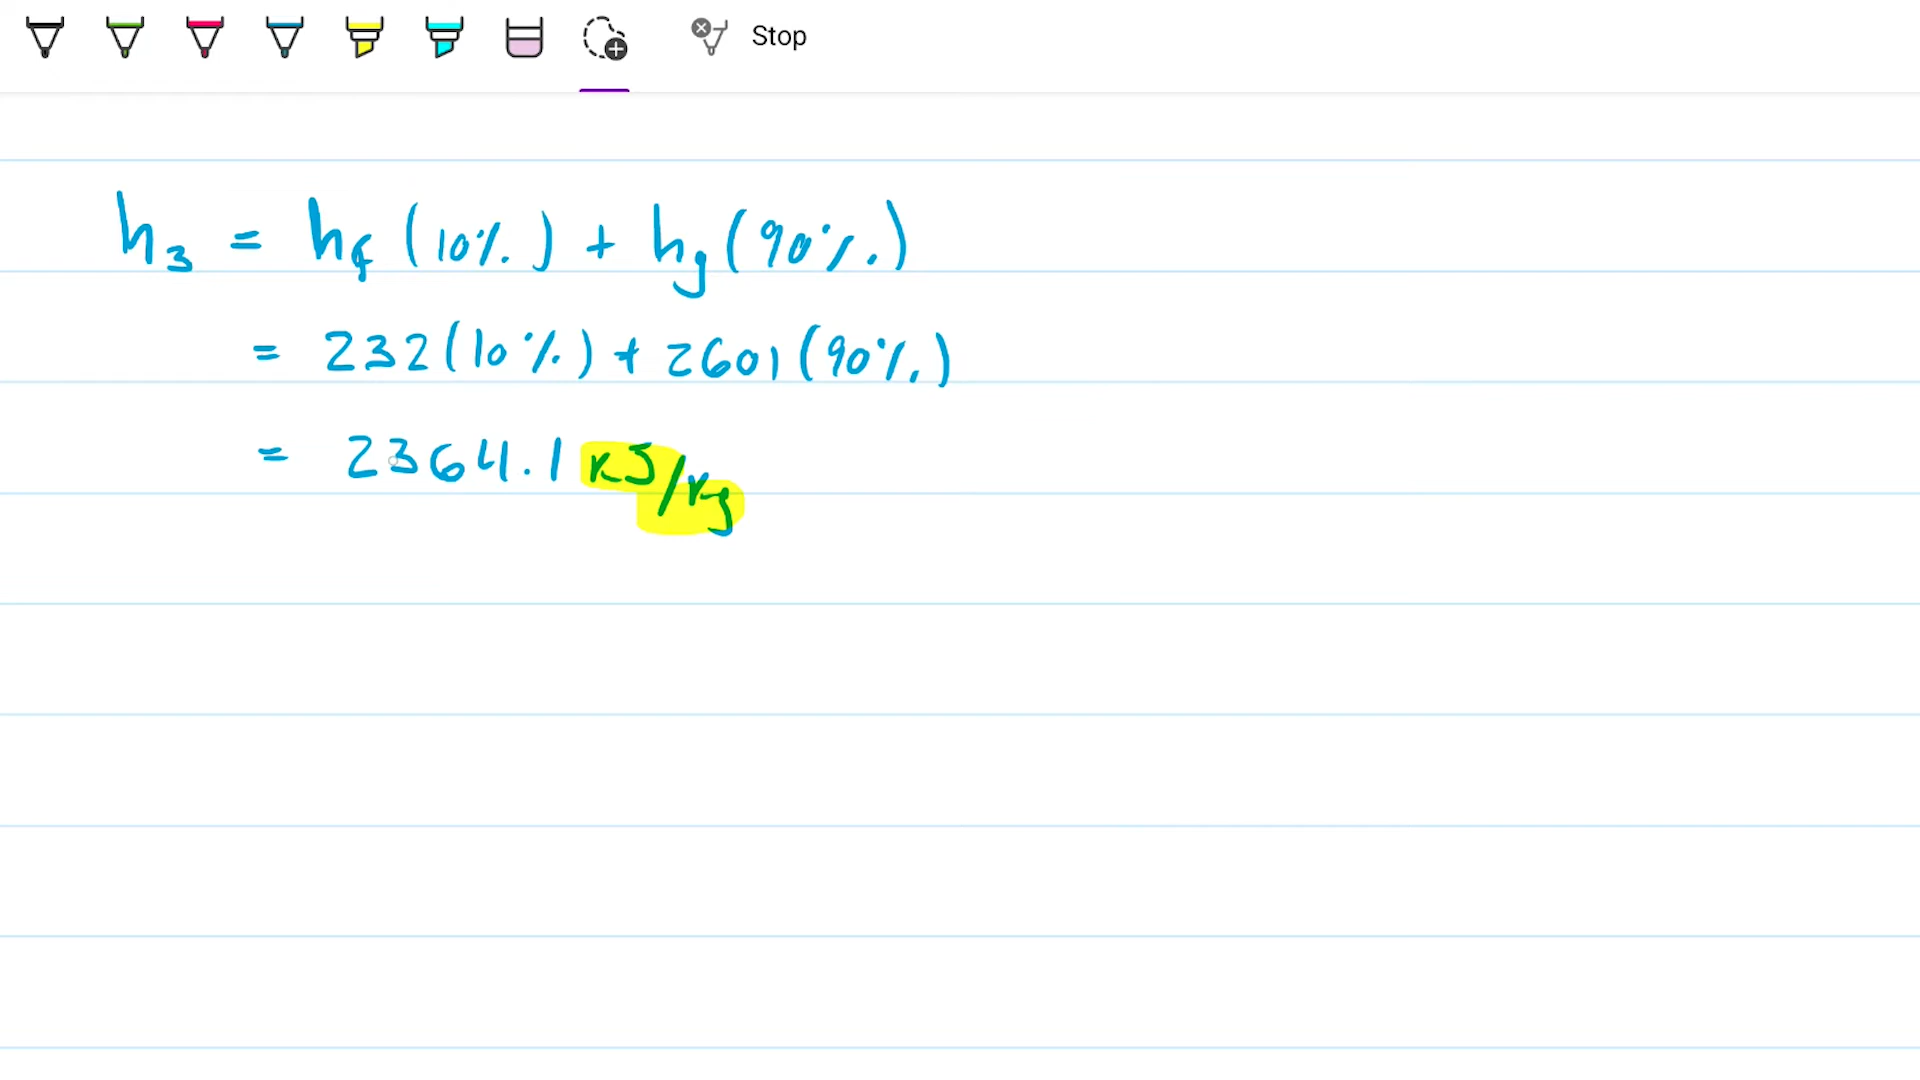 Stop
h₃ = hf (10%) + hg (90%)
= 232 (10%) + 2601 (90%)
= 2364.1 kJ/kg